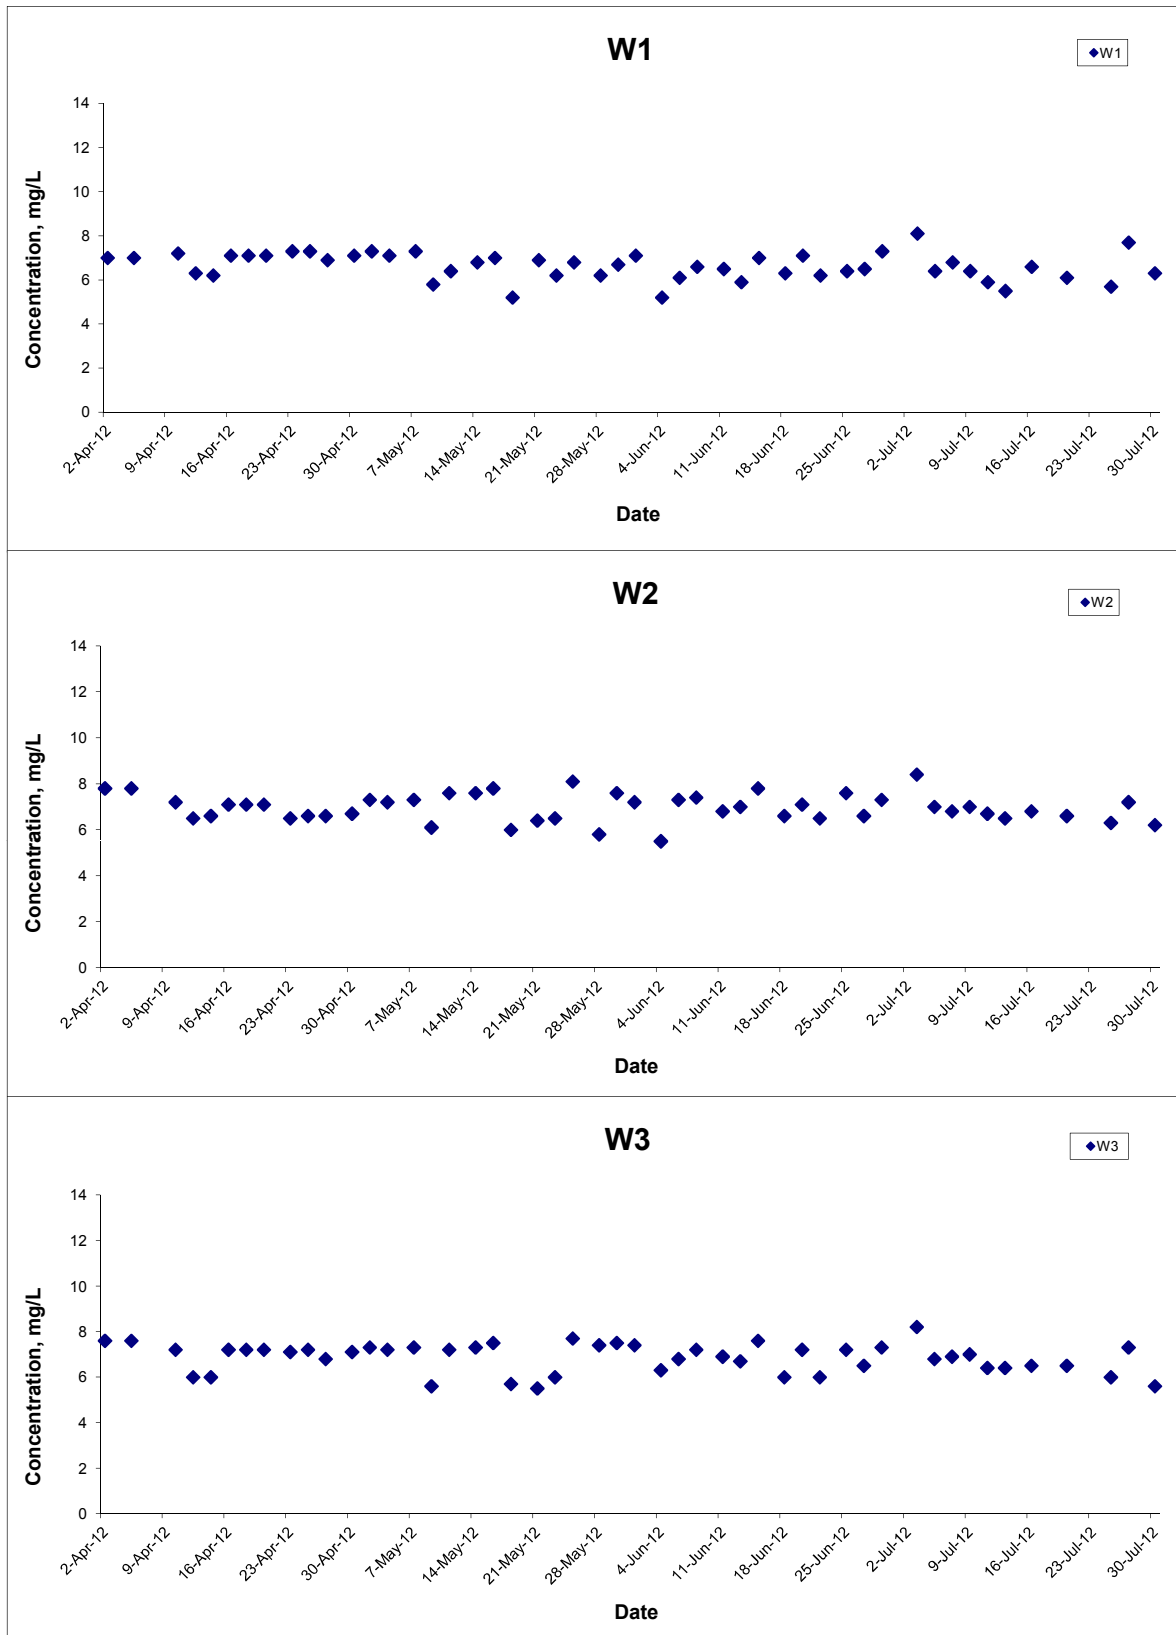 W1
W1
14
12
10
8
6
4
2
0
Concentration, mg/L
2-Apr-12
9-Apr-12
16-Apr-12
23-Apr-12
30-Apr-12
7-May-12
14-May-12
21-May-12
28-May-12
4-Jun-12
11-Jun-12
18-Jun-12
25-Jun-12
2-Jul-12
9-Jul-12
16-Jul-12
23-Jul-12
30-Jul-12
Date
W2
W2
14
12
10
8
6
4
2
0
Concentration, mg/L
2-Apr-12
9-Apr-12
16-Apr-12
23-Apr-12
30-Apr-12
7-May-12
14-May-12
21-May-12
28-May-12
4-Jun-12
11-Jun-12
18-Jun-12
25-Jun-12
2-Jul-12
9-Jul-12
16-Jul-12
23-Jul-12
30-Jul-12
Date
W3
W3
14
12
10
8
6
4
2
0
Concentration, mg/L
2-Apr-12
9-Apr-12
16-Apr-12
23-Apr-12
30-Apr-12
7-May-12
14-May-12
21-May-12
28-May-12
4-Jun-12
11-Jun-12
18-Jun-12
25-Jun-12
2-Jul-12
9-Jul-12
16-Jul-12
23-Jul-12
30-Jul-12
Date